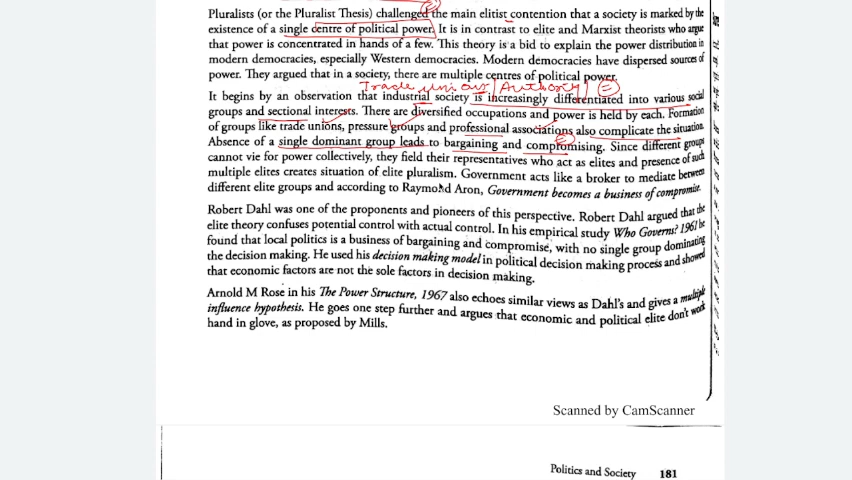 Pluralists (or the Pluralist Thesis) challenged the main elitist contention that a society is marked by the
existence of a single centre of political power. It is in contrast to elite and Marxist theorists who argue
that power is concentrated in hands of a few. This theory is a bid to explain the power distribution in
modern democracies, especially Western democracies. Modern democracies have dispersed sources of
power. They argued that in a society, there are multiple centres of political power.
Trade unions / Authority / =
It begins by an observation that industrial society is increasingly differentiated into various social
groups and sectional interests. There are diversified occupations and power is held by each. Formation
of groups like trade unions, pressure groups and professional associations also complicate the situation.
Absence of a single dominant group leads to bargaining and compromising. Since different groups
cannot vie for power collectively, they field their representatives who act as elites and presence of such
multiple elites creates situation of elite pluralism. Government acts like a broker to mediate between
different elite groups and according to Raymond Aron, Government becomes a business of compromise.
Robert Dahl was one of the proponents and pioneers of this perspective. Robert Dahl argued that the
elite theory confuses potential control with actual control. In his empirical study Who Governs? 1961 he
found that local politics is a business of bargaining and compromise, with no single group dominating
the decision making. He used his decision making model in political decision making process and showed
that economic factors are not the sole factors in decision making.
Arnold M Rose in his The Power Structure, 1967 also echoes similar views as Dahl's and gives a multiple
influence hypothesis. He goes one step further and argues that economic and political elite don't work
hand in glove, as proposed by Mills.
Scanned by CamScanner
Politics and Society 181